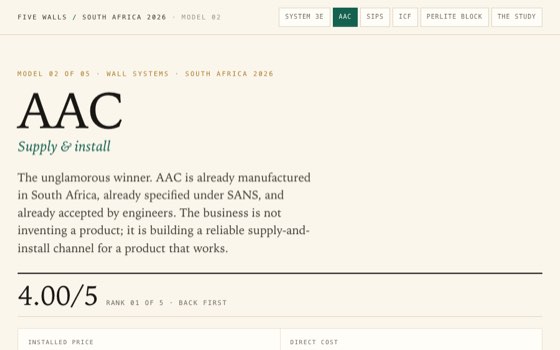 FIVE WALLS / SOUTH AFRICA 2026 · MODEL 02
SYSTEM 3E AAC SIPS ICF PERLITE BLOCK THE STUDY
MODEL 02 OF 05 · WALL SYSTEMS · SOUTH AFRICA 2026
AAC
Supply & install
The unglamorous winner. AAC is already manufactured
in South Africa, already specified under SANS, and
already accepted by engineers. The business is not
inventing a product; it is building a reliable supply-and-
install channel for a product that works.
4.00/5 RANK 01 OF 5 · BACK FIRST
INSTALLED PRICE DIRECT COST